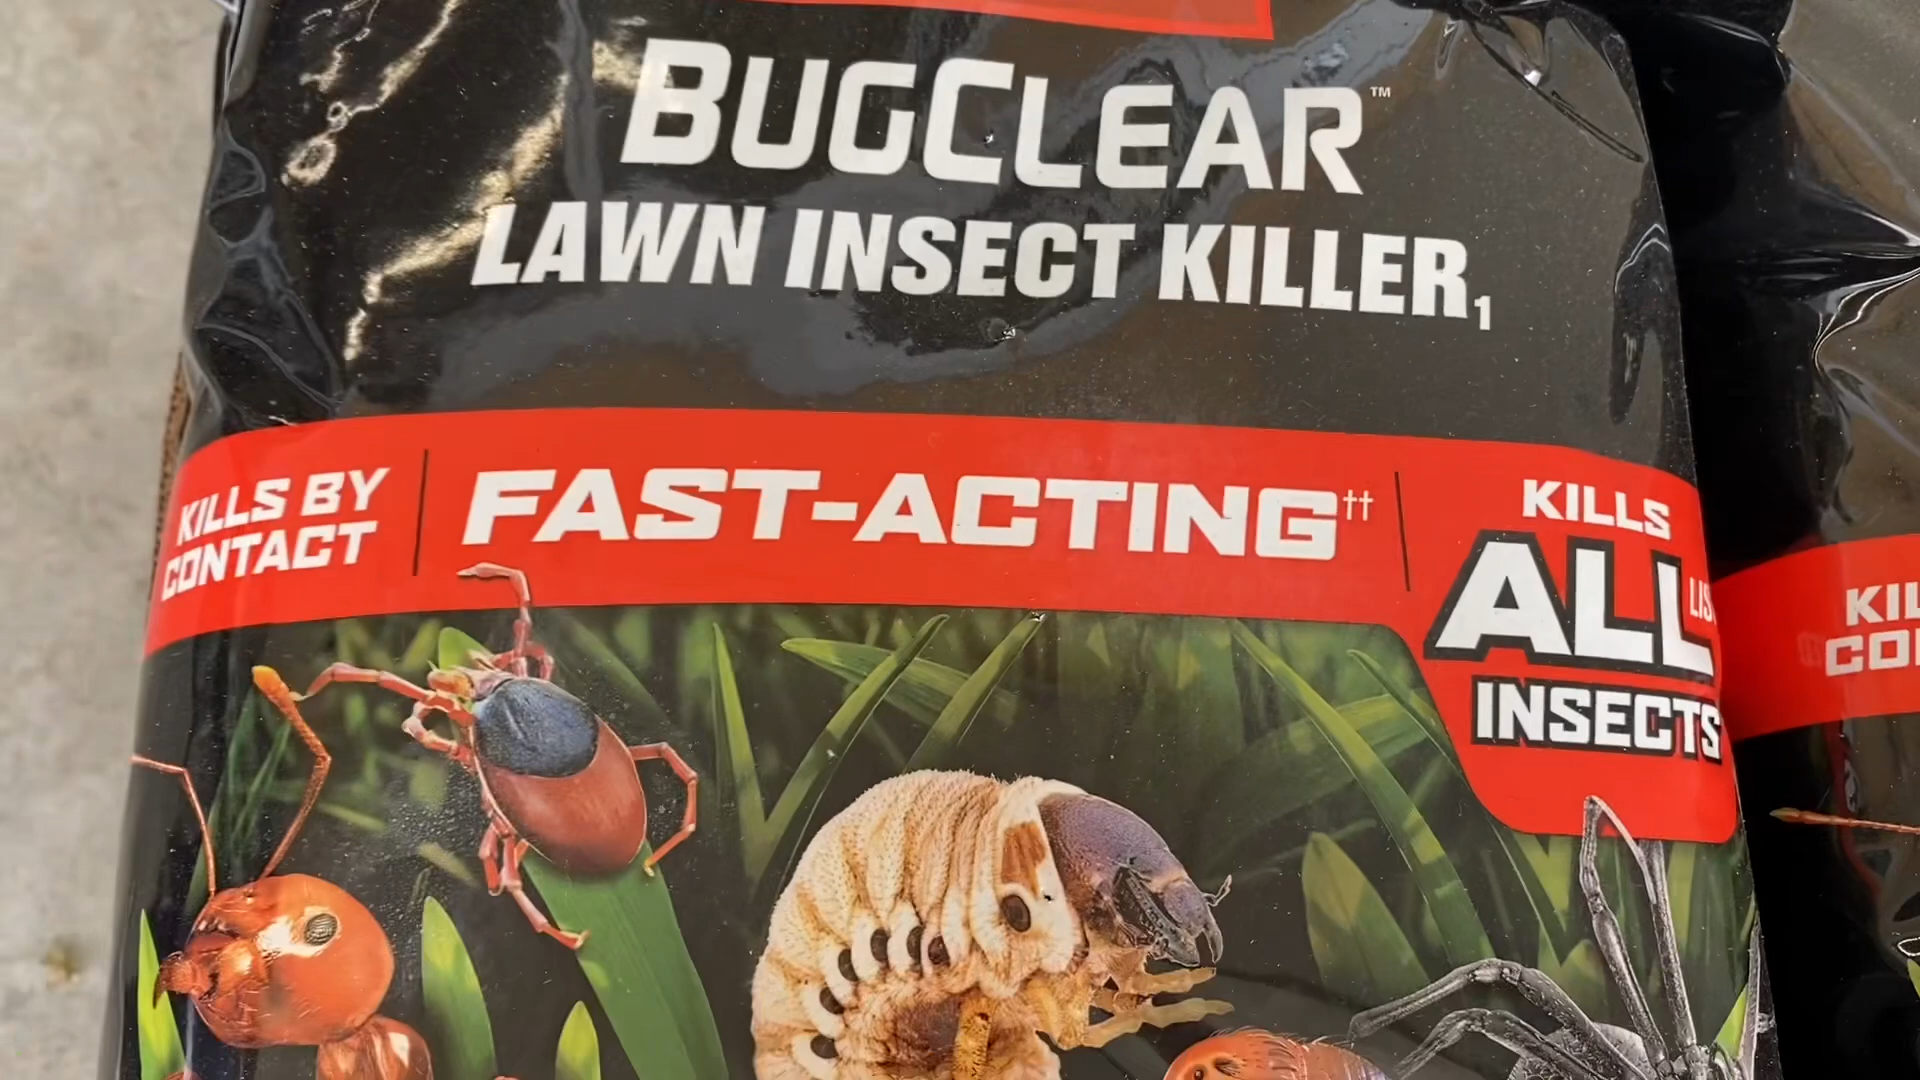 BUGCLEAR™
LAWN INSECT KILLER1
KILLS BY
CONTACT
FAST-ACTING††
KILLS
ALL
INSECTS